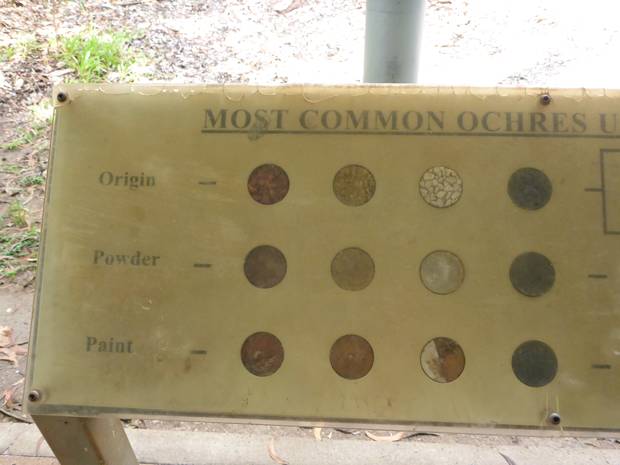 MOST COMMON OCHRES U
Origin -
Powder -
Paint -